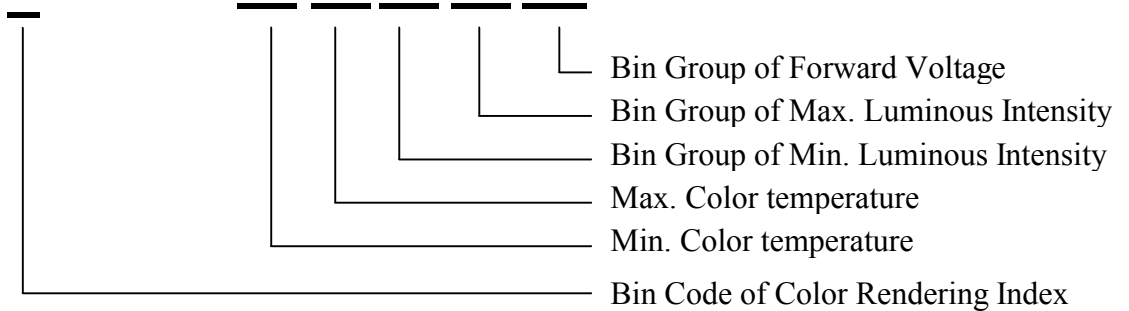 Bin Group of Forward Voltage
Bin Group of Max. Luminous Intensity
Bin Group of Min. Luminous Intensity
Max. Color temperature
Min. Color temperature
Bin Code of Color Rendering Index